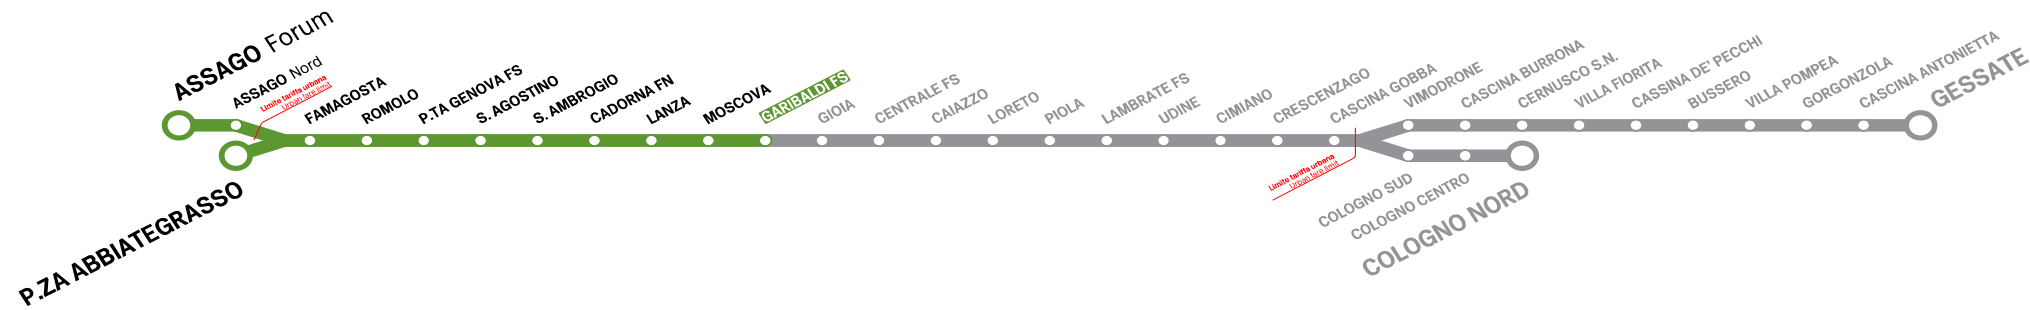 ASSAGO Forum
ASSAGO Nord
Limite tariffa urbana
Urban fare limit
P.ZA ABBIATEGRASSO
FAMAGOSTA
ROMOLO
P.TA GENOVA FS
S. AGOSTINO
S. AMBROGIO
CADORNA FN
LANZA
MOSCOVA
GARIBALDI FS
GIOIA
CENTRALE FS
CAIAZZO
LORETO
PIOLA
LAMBRATE FS
UDINE
CIMIANO
CRESCENZAGO
CASCINA GOBBA
Limite tariffa urbana
Urban fare limit
VIMODRONE
CASCINA BURRONA
CERNUSCO S.N.
VILLA FIORITA
CASSINA DE' PECCHI
BUSSERO
VILLA POMPEA
GORGONZOLA
CASCINA ANTONIETTA
GESSATE
COLOGNO SUD
COLOGNO CENTRO
COLOGNO NORD